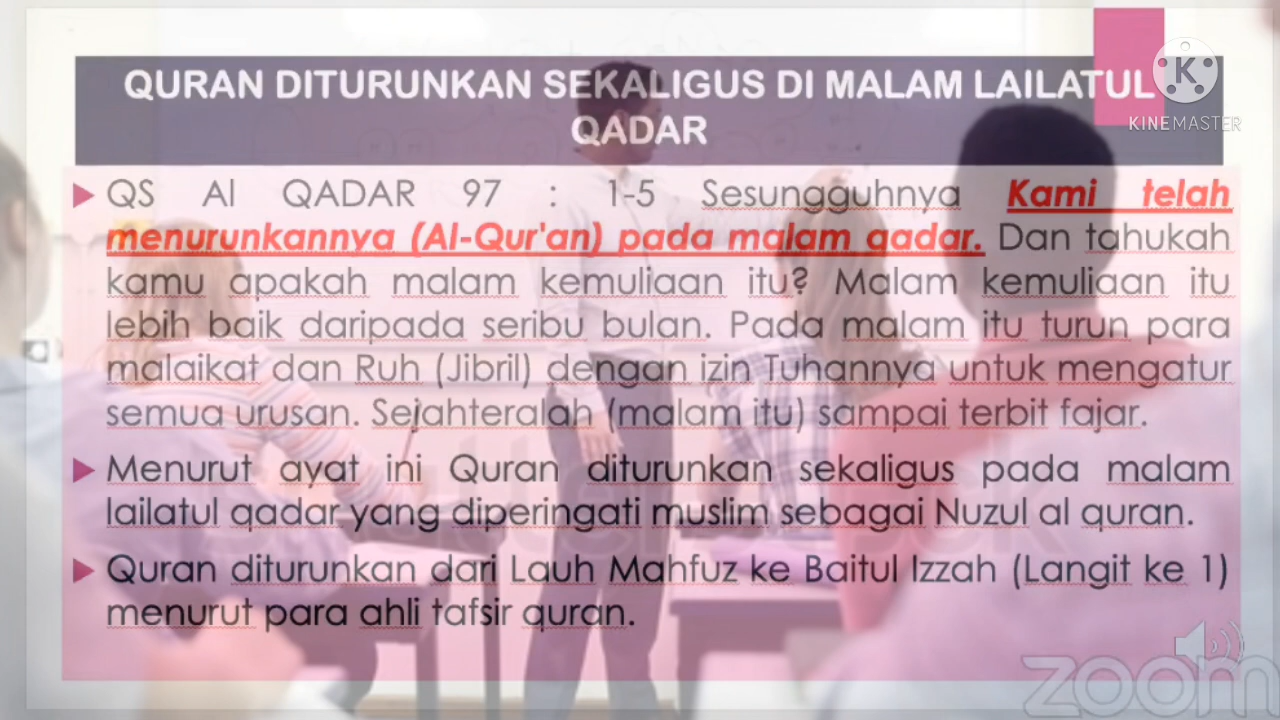 QURAN DITURUNKAN SEKALIGUS DI MALAM LAILATUL
QADAR
KINEMASTER
QS Al QADAR 97 : 1-5 Sesungguhnya Kami telah
menurunkannya (Al-Qur'an) pada malam qadar. Dan tahukah
kamu apakah malam kemuliaan itu? Malam kemuliaan itu
lebih baik daripada seribu bulan. Pada malam itu turun para
malaikat dan Ruh (Jibril) dengan izin Tuhannya untuk mengatur
semua urusan. Sejahteralah (malam itu) sampai terbit fajar.
Menurut ayat ini Quran diturunkan sekaligus pada malam
lailatul qadar yang diperingati muslim sebagai Nuzul al quran.
Quran diturunkan dari Lauh Mahfuz ke Baitul Izzah (Langit ke 1)
menurut para ahli tafsir quran.
zoom